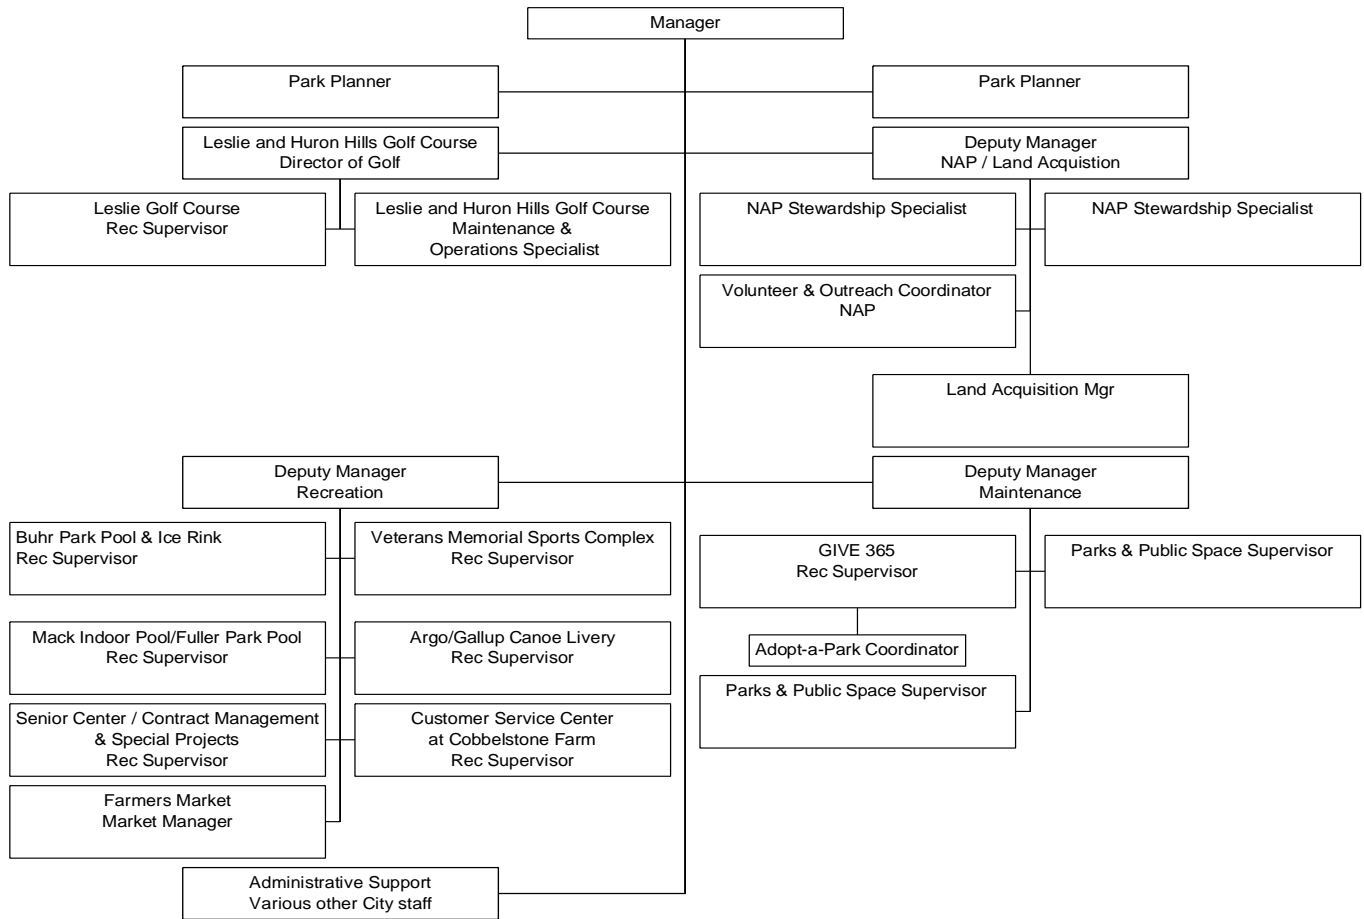 Manager
Park Planner
Park Planner
Leslie and Huron Hills Golf Course
Director of Golf
Deputy Manager
NAP / Land Acquistion
Leslie Golf Course
Rec Supervisor
Leslie and Huron Hills Golf Course
Maintenance &
Operations Specialist
NAP Stewardship Specialist
NAP Stewardship Specialist
Volunteer & Outreach Coordinator
NAP
Land Acquisition Mgr
Deputy Manager
Recreation
Deputy Manager
Maintenance
Buhr Park Pool & Ice Rink
Rec Supervisor
Veterans Memorial Sports Complex
Rec Supervisor
GIVE 365
Rec Supervisor
Parks & Public Space Supervisor
Mack Indoor Pool/Fuller Park Pool
Rec Supervisor
Argo/Gallup Canoe Livery
Rec Supervisor
Adopt-a-Park Coordinator
Parks & Public Space Supervisor
Senior Center / Contract Management
& Special Projects
Rec Supervisor
Customer Service Center
at Cobbelstone Farm
Rec Supervisor
Farmers Market
Market Manager
Administrative Support
Various other City staff